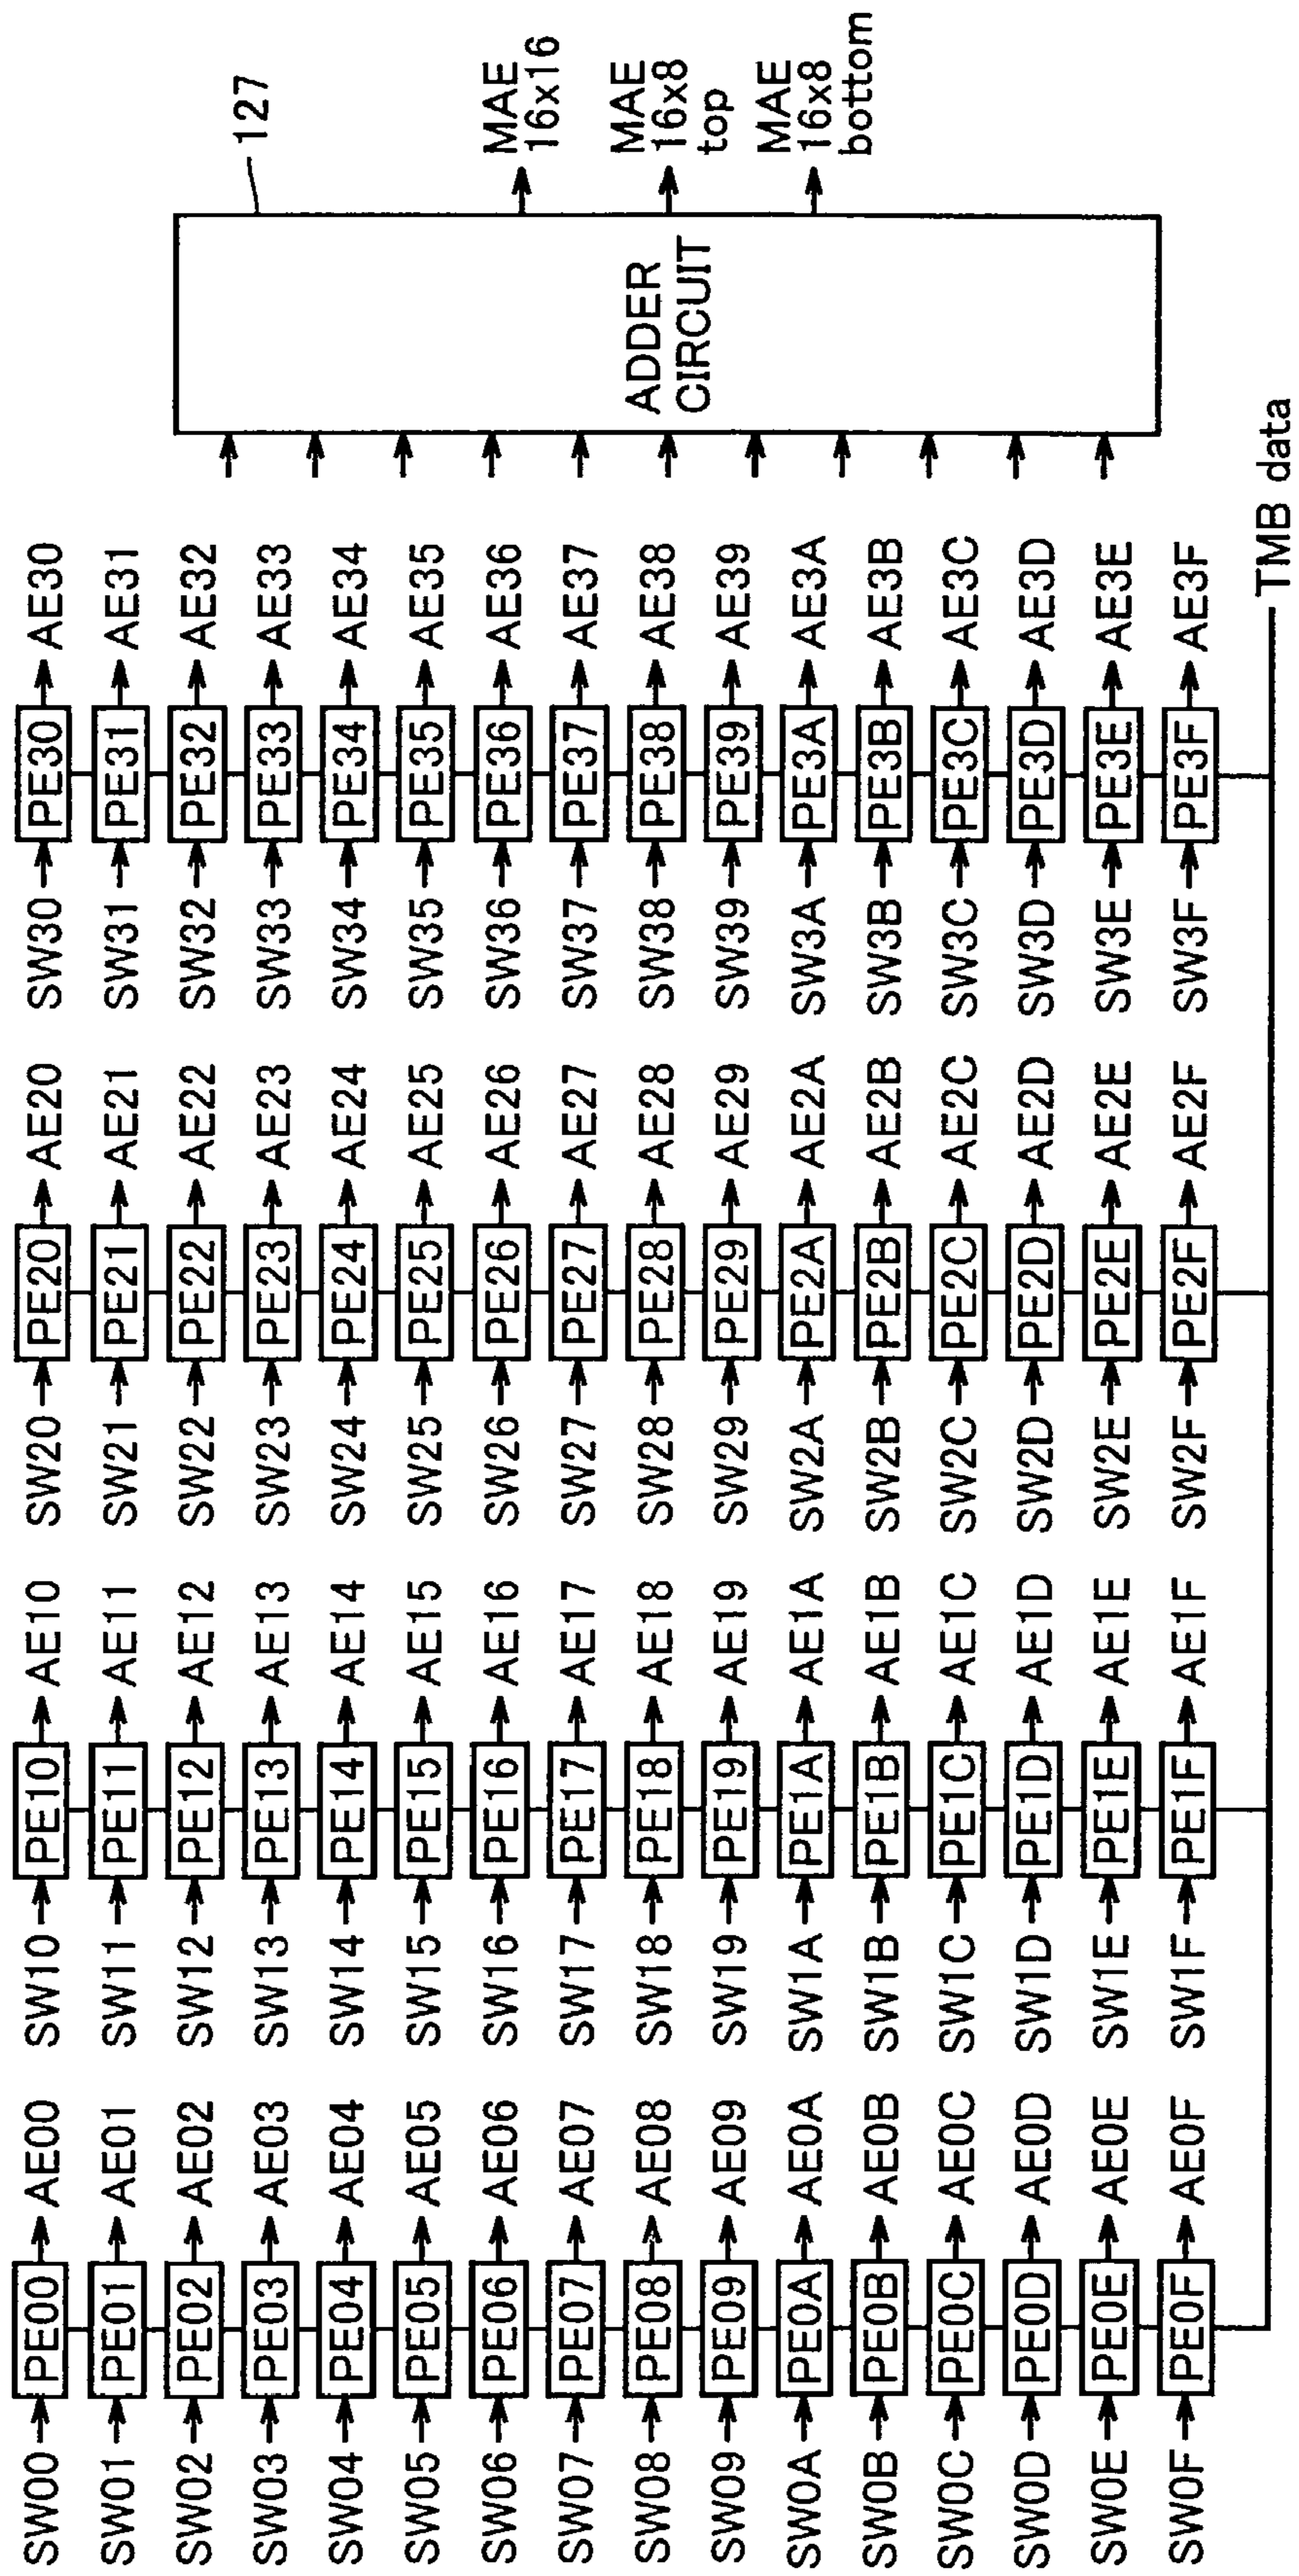 SW00 PE00 AE00 SW10 PE10 AE10 SW20 PE20 AE20 SW30 PE30 AE30
SW01 PE01 AE01 SW11 PE11 AE11 SW21 PE21 AE21 SW31 PE31 AE31
SW02 PE02 AE02 SW12 PE12 AE12 SW22 PE22 AE22 SW32 PE32 AE32
SW03 PE03 AE03 SW13 PE13 AE13 SW23 PE23 AE23 SW33 PE33 AE33
SW04 PE04 AE04 SW14 PE14 AE14 SW24 PE24 AE24 SW34 PE34 AE34
SW05 PE05 AE05 SW15 PE15 AE15 SW25 PE25 AE25 SW35 PE35 AE35
SW06 PE06 AE06 SW16 PE16 AE16 SW26 PE26 AE26 SW36 PE36 AE36
SW07 PE07 AE07 SW17 PE17 AE17 SW27 PE27 AE27 SW37 PE37 AE37
SW08 PE08 AE08 SW18 PE18 AE18 SW28 PE28 AE28 SW38 PE38 AE38
SW09 PE09 AE09 SW19 PE19 AE19 SW29 PE29 AE29 SW39 PE39 AE39
SW0A PE0A AE0A SW1A PE1A AE1A SW2A PE2A AE2A SW3A PE3A AE3A
SW0B PE0B AE0B SW1B PE1B AE1B SW2B PE2B AE2B SW3B PE3B AE3B
SW0C PE0C AE0C SW1C PE1C AE1C SW2C PE2C AE2C SW3C PE3C AE3C
SW0D PE0D AE0D SW1D PE1D AE1D SW2D PE2D AE2D SW3D PE3D AE3D
SW0E PE0E AE0E SW1E PE1E AE1E SW2E PE2E AE2E SW3E PE3E AE3E
SW0F PE0F AE0F SW1F PE1F AE1F SW2F PE2F AE2F SW3F PE3F AE3F
TMB data
ADDER
CIRCUIT
127
MAE
16x16
MAE
16x8
top
MAE
16x8
bottom